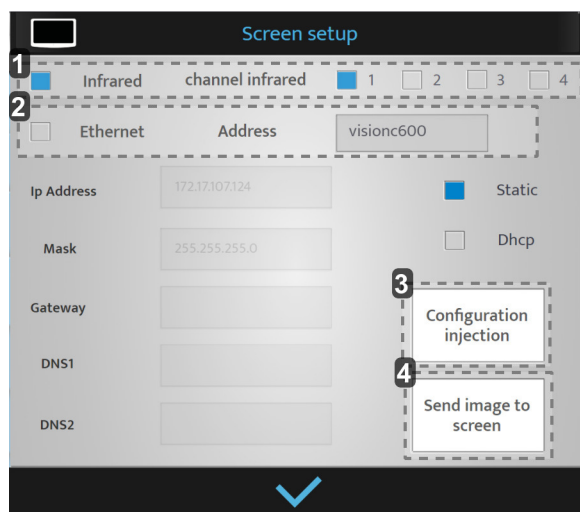 Screen setup
1
Infrared channel infrared 1 2 3 4
2
Ethernet Address visionc600
Ip Address 172.17.107.124 Static
Mask 255.255.255.0 Dhcp
3
Gateway
Configuration
injection
DNS1
4
Send image to
screen
DNS2